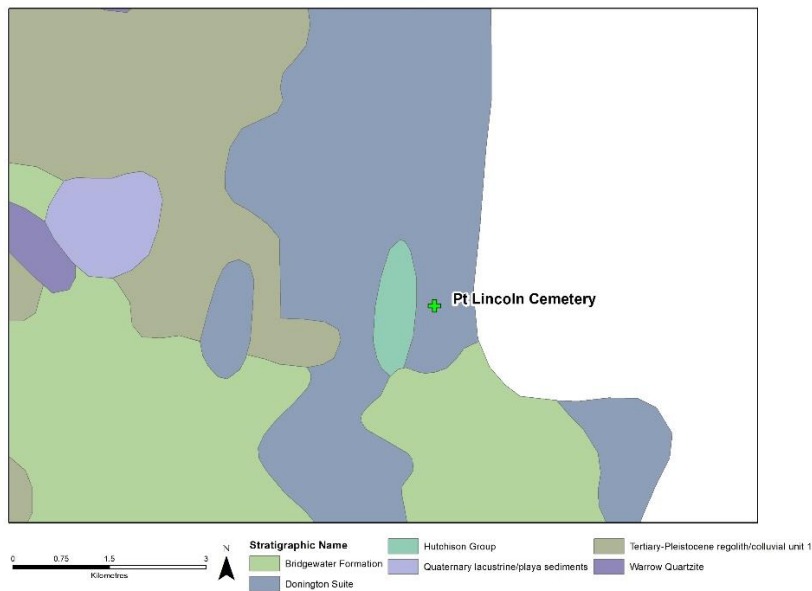 Pt Lincoln Cemetery
0 0.75 1.5 3
Kilometres
N
Stratigraphic Name
Bridgewater Formation
Donington Suite
Hutchison Group
Quaternary lacustrine/playa sediments
Tertiary-Pleistocene regolith/colluvial unit 1
Warrow Quartzite